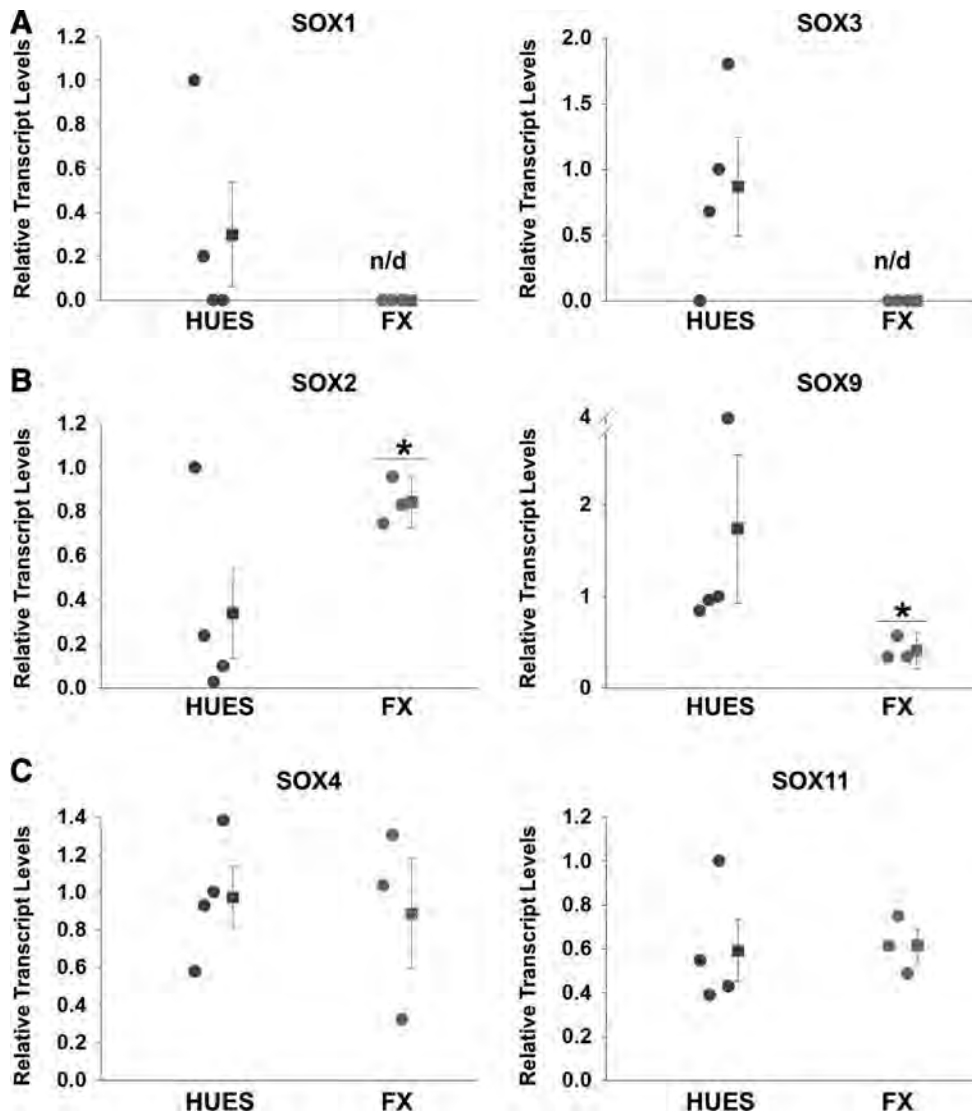 A
SOX1
Relative Transcript Levels
1.2
1.0
0.8
0.6
0.4
0.2
0.0
n/d
HUES
FX
SOX3
Relative Transcript Levels
2.0
1.5
1.0
0.5
0.0
n/d
HUES
FX
B
SOX2
Relative Transcript Levels
1.2
1.0
0.8
0.6
0.4
0.2
0.0
*
HUES
FX
SOX9
Relative Transcript Levels
4
2
1
0
*
HUES
FX
C
SOX4
Relative Transcript Levels
1.4
1.2
1.0
0.8
0.6
0.4
0.2
0.0
HUES
FX
SOX11
Relative Transcript Levels
1.2
1.0
0.8
0.6
0.4
0.2
0.0
HUES
FX